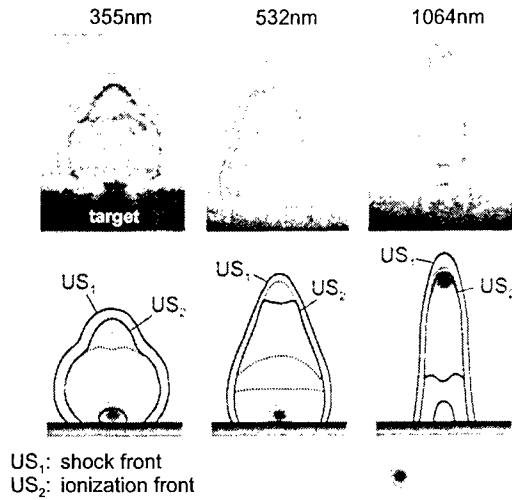 355nm 532nm 1064nm
target
US₁ US₂ US₁ US₂ US₁ US₂
US₁: shock front
US₂: ionization front